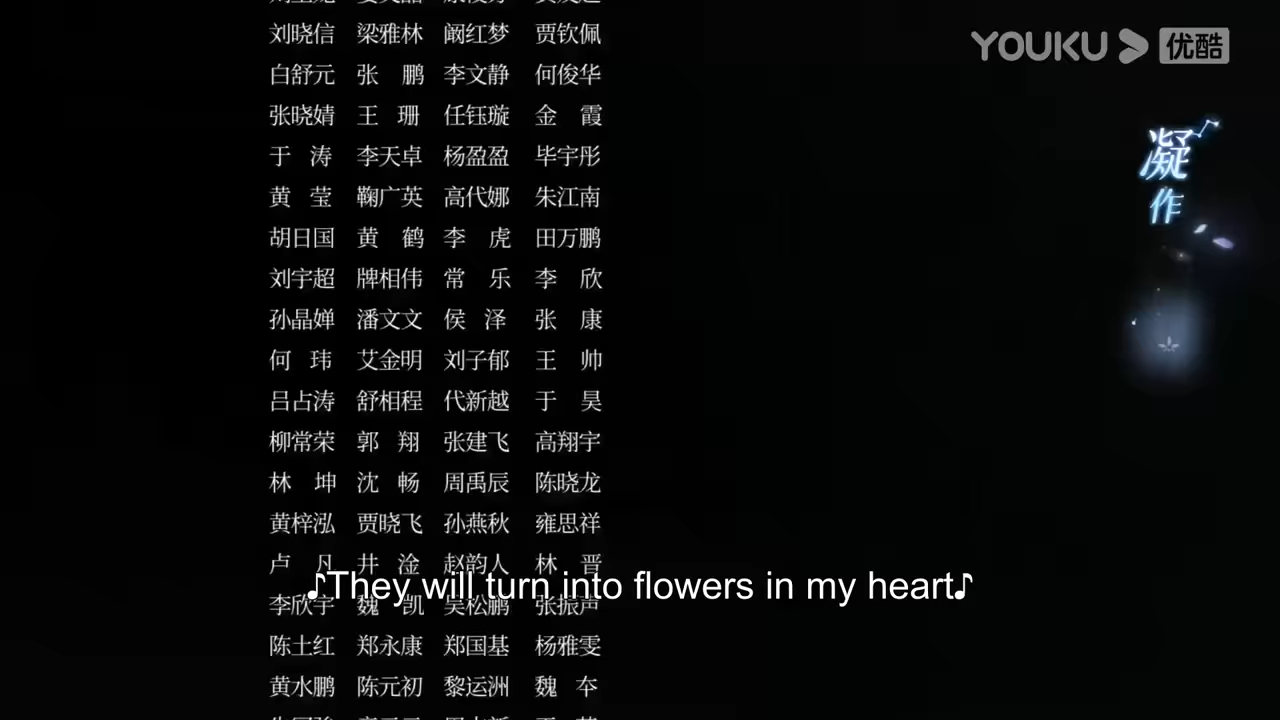 刘晓信 梁雅林 阚红梦 贾钦佩
YOUKU 优酷
白舒元 张 鹏 李文静 何俊华
张晓婧 王 珊 任钰璇 金 霞
凝
作
于 涛 李天卓 杨盈盈 毕宇彤
黄 莹 鞠广英 高代娜 朱江南
胡日国 黄 鹤 李 虎 田万鹏
刘宇超 牌相伟 常 乐 李 欣
孙晶婵 潘文文 侯 泽 张 康
何 玮 艾金明 刘子郁 王 帅
吕占涛 舒相程 代新越 于 昊
柳常荣 郭 翔 张建飞 高翔宇
林 坤 沈 畅 周禹辰 陈晓龙
黄梓泓 贾晓飞 孙燕秋 雍思祥
卢 凡 井 淦 赵韵人 林 晋
♪They will turn into flowers in my heart♪
李欣宇 魏 凯 吴松鹏 张振声
陈土红 郑永康 郑国基 杨雅雯
黄水鹏 陈元初 黎运洲 魏